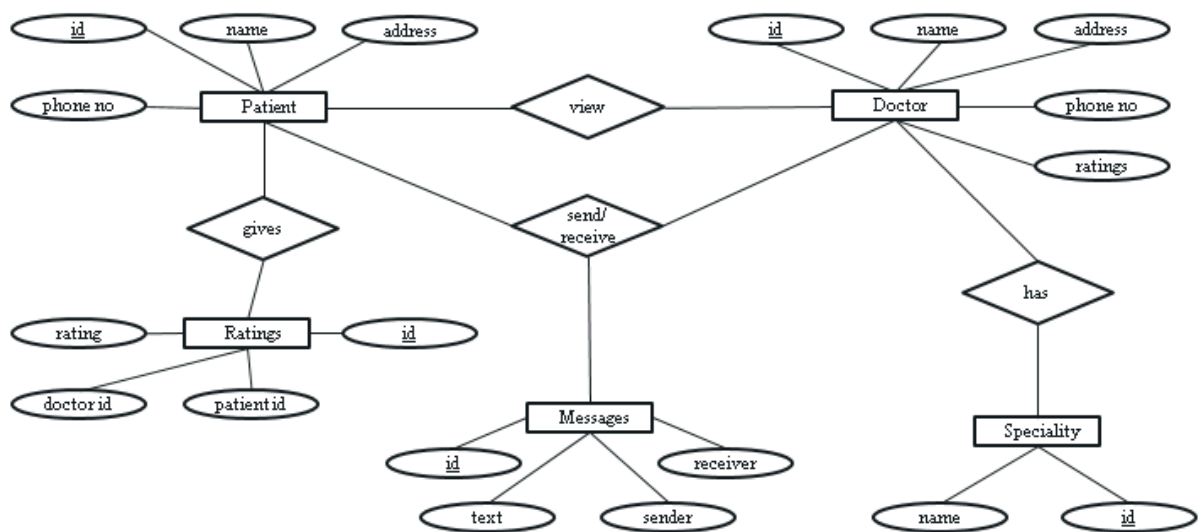 id
name
address
id
name
address
phone no
Patient
view
Doctor
phone no
ratings
gives
send/
receive
has
rating
Ratings
id
doctor id
patient id
Messages
Speciality
id
receiver
text
sender
name
id